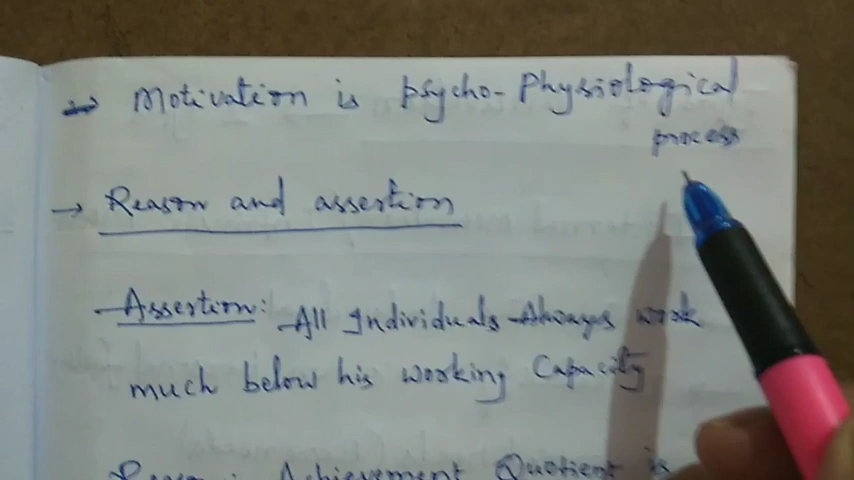 → Motivation is psycho-Physiological
process
→ Reason and assertion
Assertion: All Individuals Always work
much below his working Capacity
Reason: Achievement Quotient is